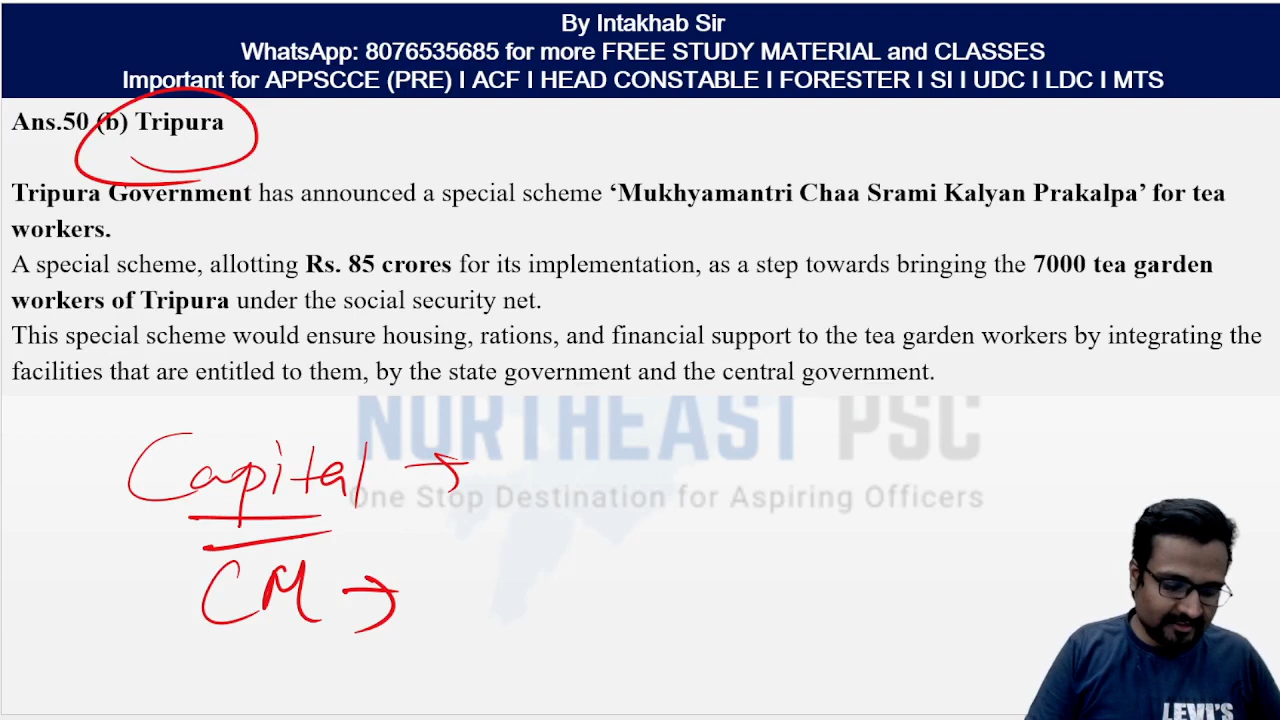 By Intakhab Sir
WhatsApp: 8076535685 for more FREE STUDY MATERIAL and CLASSES
Important for APPSCCE (PRE) I ACF I HEAD CONSTABLE I FORESTER I SI I UDC I LDC I MTS
Ans.50 (b) Tripura
Tripura Government has announced a special scheme ‘Mukhyamantri Chaa Srami Kalyan Prakalpa’ for tea
workers.
A special scheme, allotting Rs. 85 crores for its implementation, as a step towards bringing the 7000 tea garden
workers of Tripura under the social security net.
This special scheme would ensure housing, rations, and financial support to the tea garden workers by integrating the
facilities that are entitled to them, by the state government and the central government.
NORTHEAST PSC
One Stop Destination for Aspiring Officers
Capital →
CM →
LEVI'S